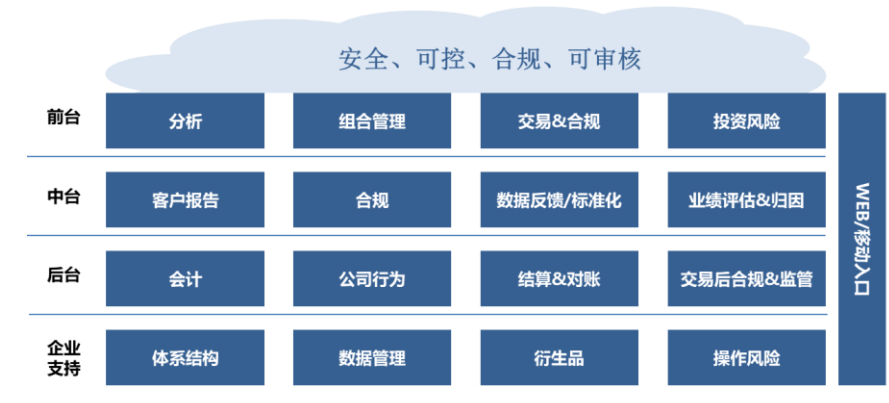 安全、可控、合规、可审核
前台
分析
组合管理
交易&合规
投资风险
中台
客户报告
合规
数据反馈/标准化
业绩评估&归因
后台
会计
公司行为
结算&对账
交易后合规&监管
企业
支持
体系结构
数据管理
衍生品
操作风险
WEB/移动入口